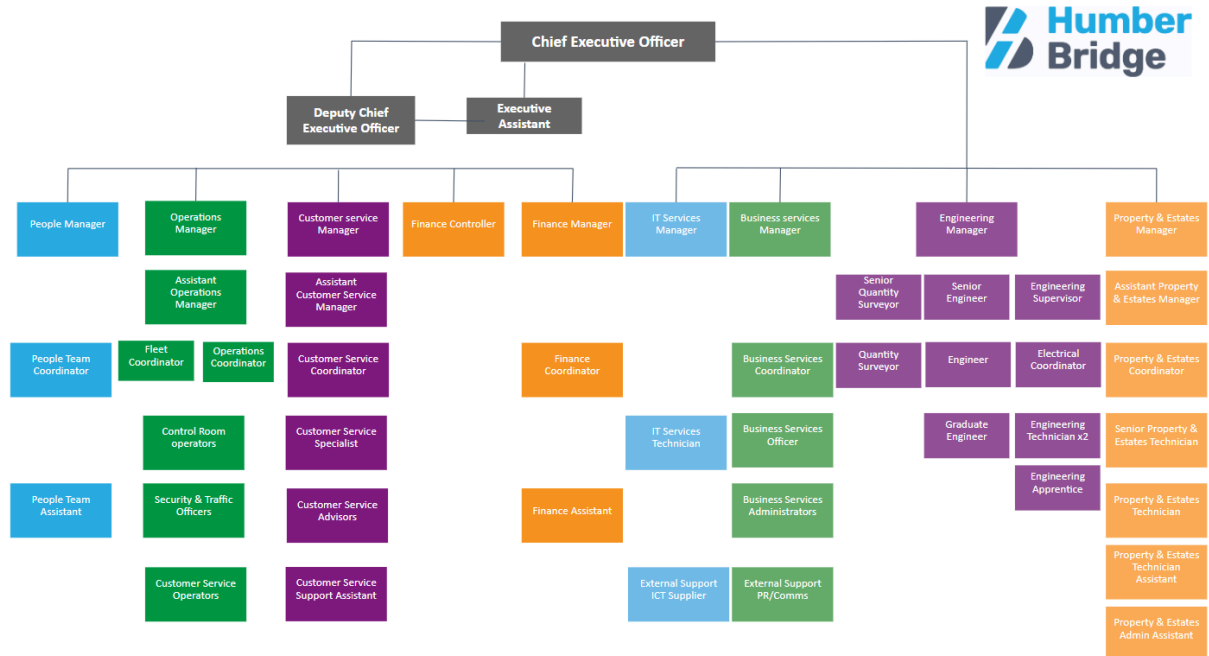 Humber
Bridge
Chief Executive Officer
Deputy Chief
Executive Officer
Executive
Assistant
People Manager
Operations
Manager
Customer service
Manager
Finance Controller
Finance Manager
IT Services
Manager
Business services
Manager
Engineering
Manager
Property & Estates
Manager
Assistant
Operations
Manager
Assistant
Customer Service
Manager
Senior
Quantity
Surveyor
Senior
Engineer
Engineering
Supervisor
Assistant Property
& Estates Manager
People Team
Coordinator
Fleet
Coordinator
Operations
Coordinator
Customer Service
Coordinator
Finance
Coordinator
Business Services
Coordinator
Quantity
Surveyor
Engineer
Electrical
Coordinator
Property & Estates
Coordinator
Control Room
operators
Customer Service
Specialist
IT Services
Technician
Business Services
Officer
Graduate
Engineer
Engineering
Technician x2
Senior Property &
Estates Technician
Engineering
Apprentice
People Team
Assistant
Security & Traffic
Officers
Customer Service
Advisors
Finance Assistant
Business Services
Administrators
Property & Estates
Technician
Property & Estates
Technician
Assistant
Customer Service
Operators
Customer Service
Support Assistant
External Support
ICT Supplier
External Support
PR/Comms
Property & Estates
Admin Assistant